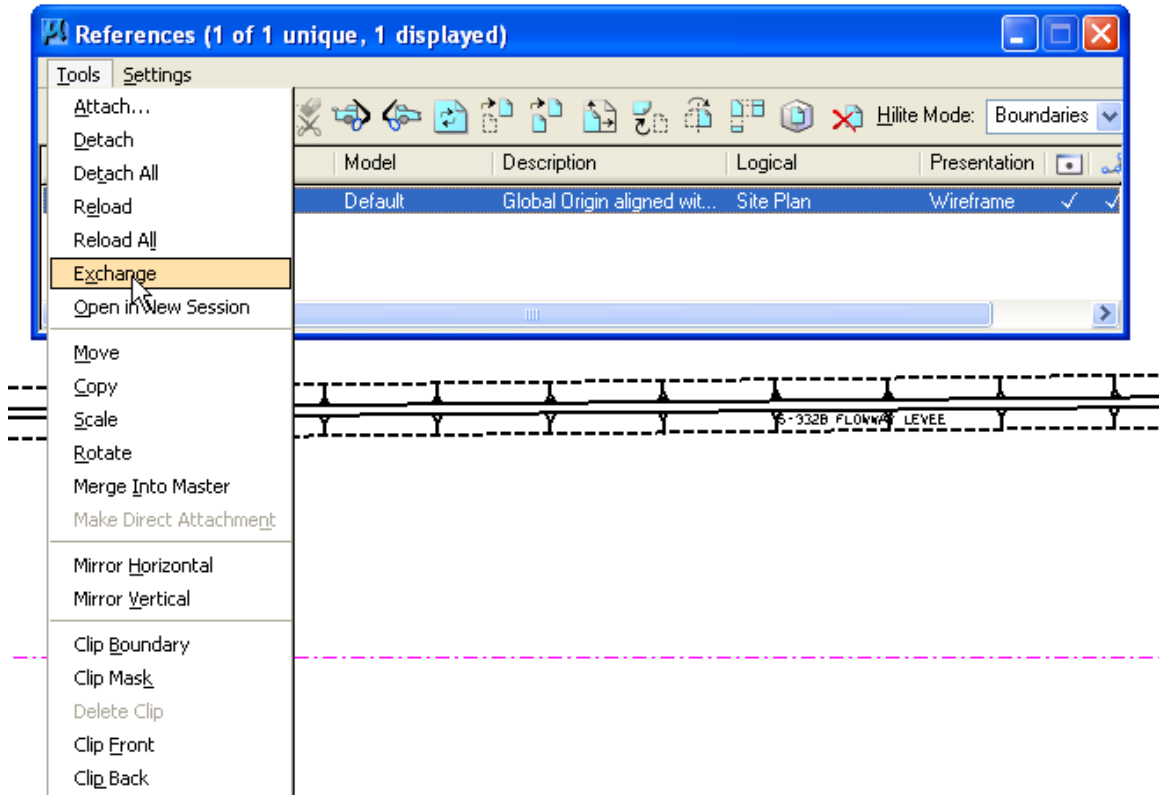 References (1 of 1 unique, 1 displayed)
Tools Settings
Hilite Mode: Boundaries
Model Description Logical Presentation
Default Global Origin aligned wit... Site Plan Wireframe
Attach...
Detach
Detach All
Reload
Reload All
Exchange
Open in New Session
Move
Copy
Scale
Rotate
Merge Into Master
Make Direct Attachment
Mirror Horizontal
Mirror Vertical
Clip Boundary
Clip Mask
Delete Clip
Clip Front
Clip Back
S-332B FLOWWAY LEVEE